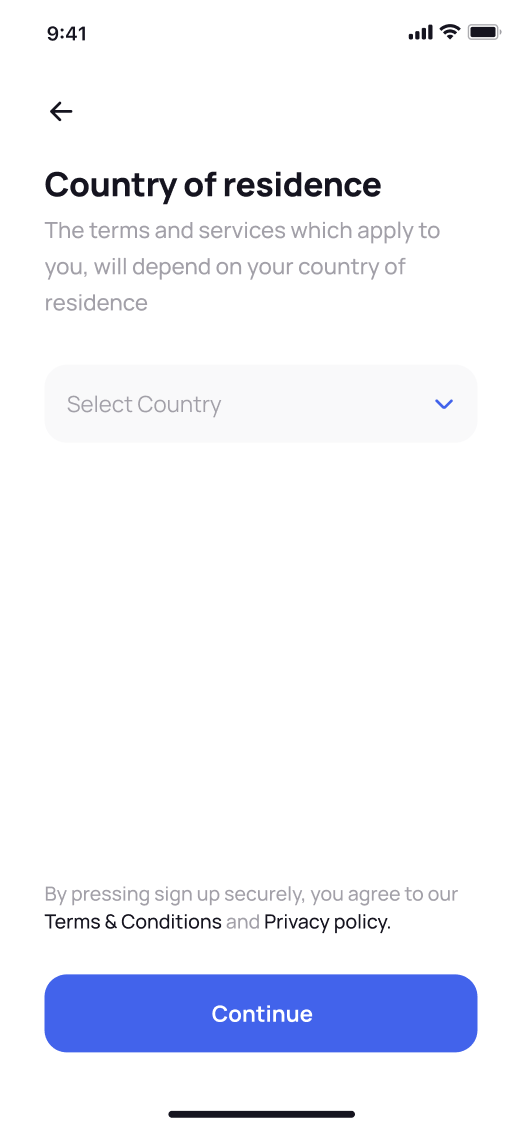 9:41
Country of residence
The terms and services which apply to
you, will depend on your country of
residence
Select Country
By pressing sign up securely, you agree to our
Terms & Conditions and Privacy policy.
Continue